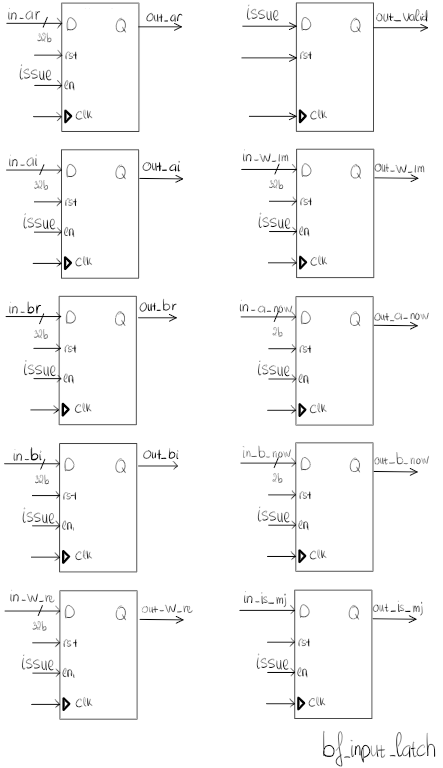 in_ar D Q out_ar
32b rst
issue en
clk
issue D Q out_valid
rst
clk
in_ai D Q out_ai
32b rst
issue en
clk
in_w_im D Q out_w_im
32b rst
issue en
clk
in_br D Q out_br
32b rst
issue en
clk
in_a_now D Q out_a_now
2b rst
issue en
clk
in_bi D Q out_bi
32b rst
issue en
clk
in_b_now D Q out_b_now
2b rst
issue en
clk
in_w_re D Q out_w_re
32b rst
issue en
clk
in_is_mj D Q out_is_mj
rst
issue en
clk
bf_input_latch